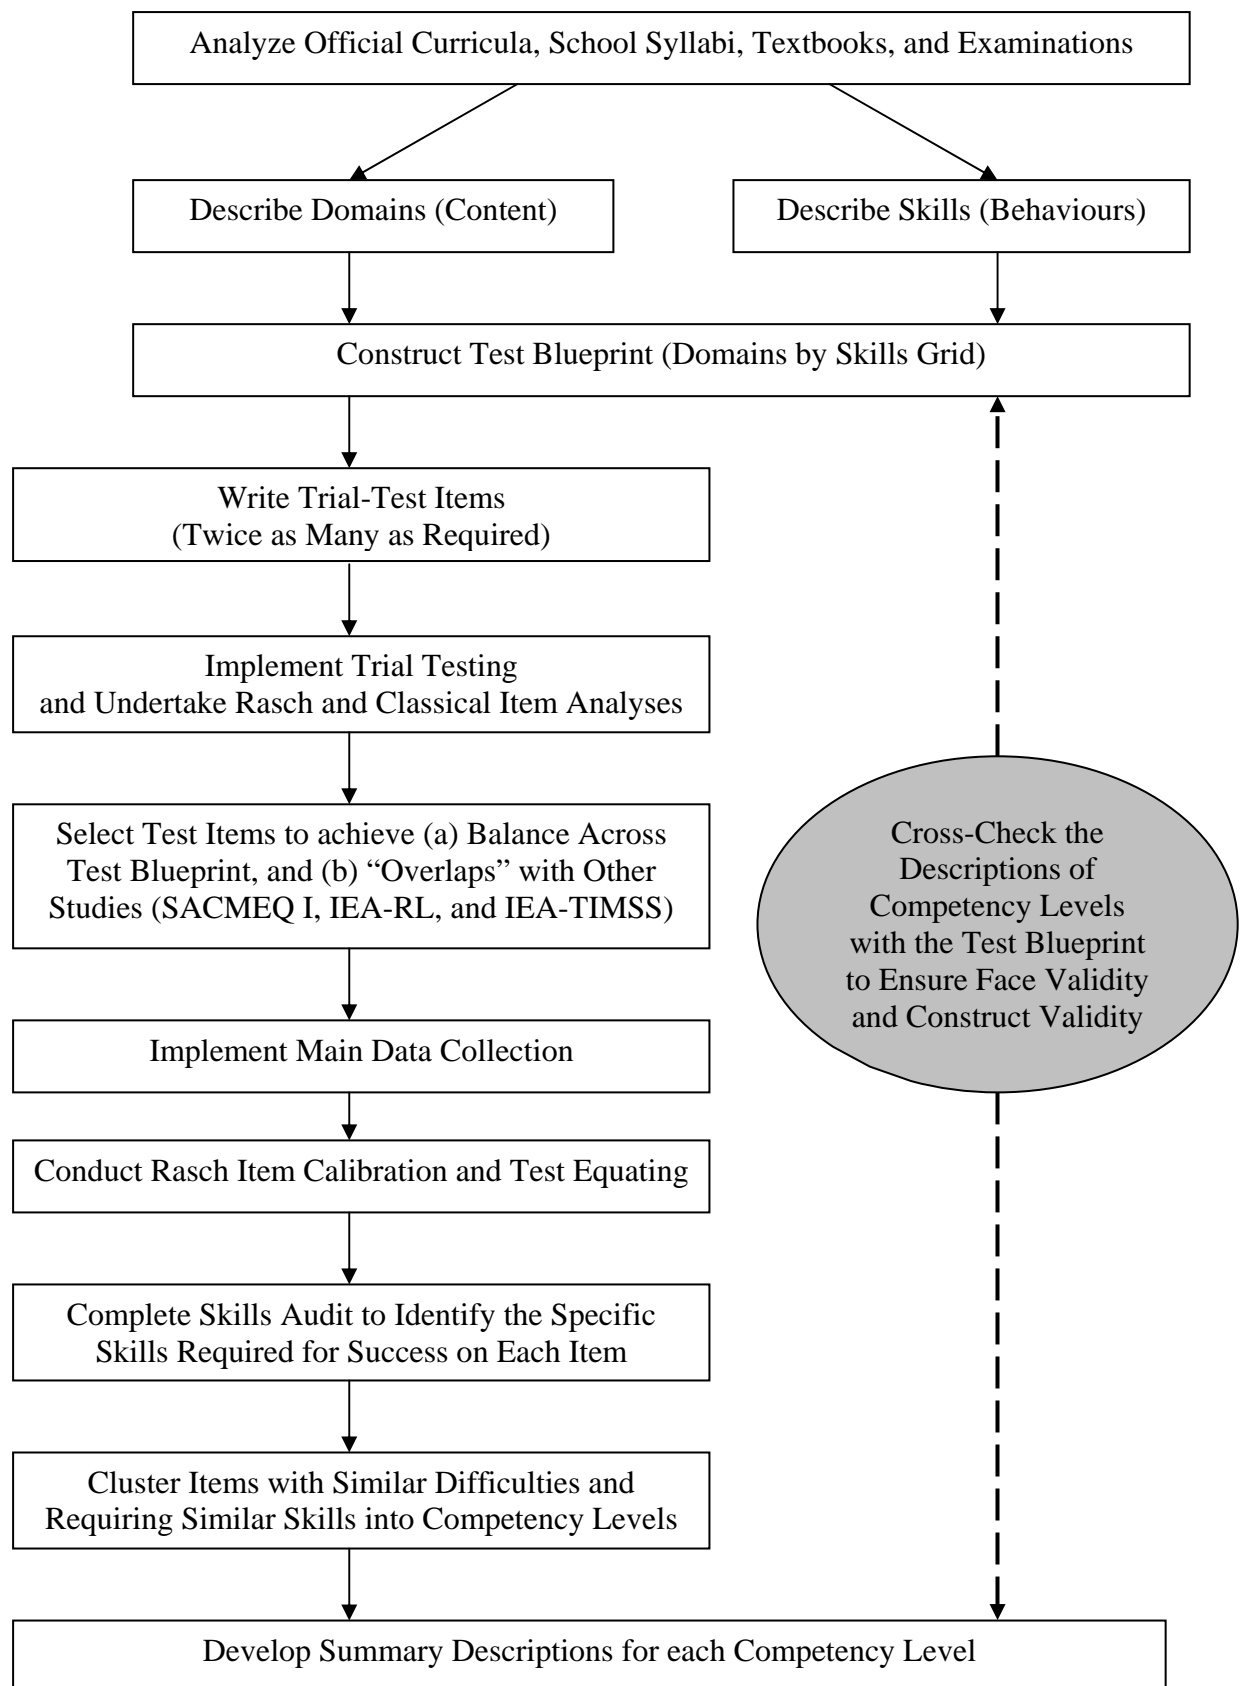 Analyze Official Curricula, School Syllabi, Textbooks, and Examinations
Describe Domains (Content)
Describe Skills (Behaviours)
Construct Test Blueprint (Domains by Skills Grid)
Write Trial-Test Items
(Twice as Many as Required)
Implement Trial Testing
and Undertake Rasch and Classical Item Analyses
Select Test Items to achieve (a) Balance Across
Test Blueprint, and (b) “Overlaps” with Other
Studies (SACMEQ I, IEA-RL, and IEA-TIMSS)
Cross-Check the
Descriptions of
Competency Levels
with the Test Blueprint
to Ensure Face Validity
and Construct Validity
Implement Main Data Collection
Conduct Rasch Item Calibration and Test Equating
Complete Skills Audit to Identify the Specific
Skills Required for Success on Each Item
Cluster Items with Similar Difficulties and
Requiring Similar Skills into Competency Levels
Develop Summary Descriptions for each Competency Level